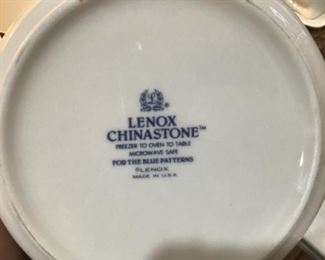 L
®
LENOX
CHINASTONE™
FREEZER TO OVEN TO TABLE
MICROWAVE SAFE
FOR THE BLUE PATTERNS
©LENOX
MADE IN U.S.A.